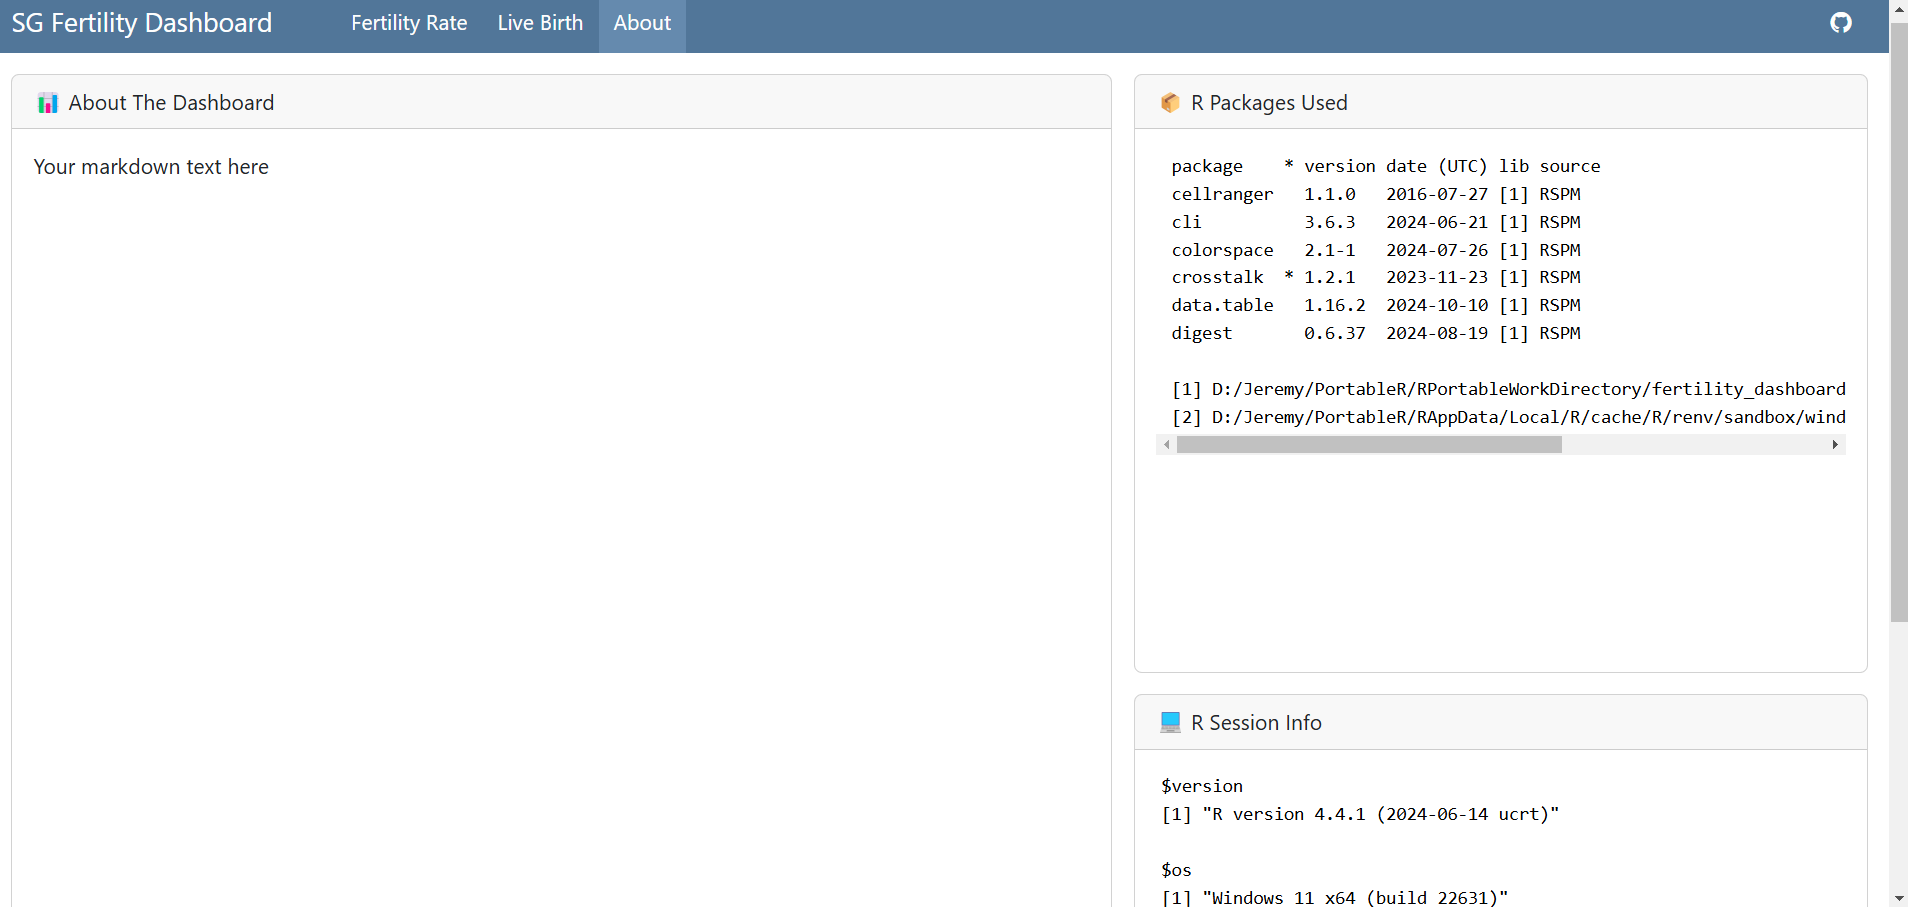 SG Fertility Dashboard Fertility Rate Live Birth About
About The Dashboard
Your markdown text here
R Packages Used
package    * version date (UTC) lib source
cellranger   1.1.0   2016-07-27 [1] RSPM
cli          3.6.3   2024-06-21 [1] RSPM
colorspace   2.1-1   2024-07-26 [1] RSPM
crosstalk  * 1.2.1   2023-11-23 [1] RSPM
data.table   1.16.2  2024-10-10 [1] RSPM
digest       0.6.37  2024-08-19 [1] RSPM
[1] D:/Jeremy/PortableR/RPortableWorkDirectory/fertility_dashboard
[2] D:/Jeremy/PortableR/RAppData/Local/R/cache/R/renv/sandbox/wind
R Session Info
$version
[1] "R version 4.4.1 (2024-06-14 ucrt)"
$os
[1] "Windows 11 x64 (build 22631)"